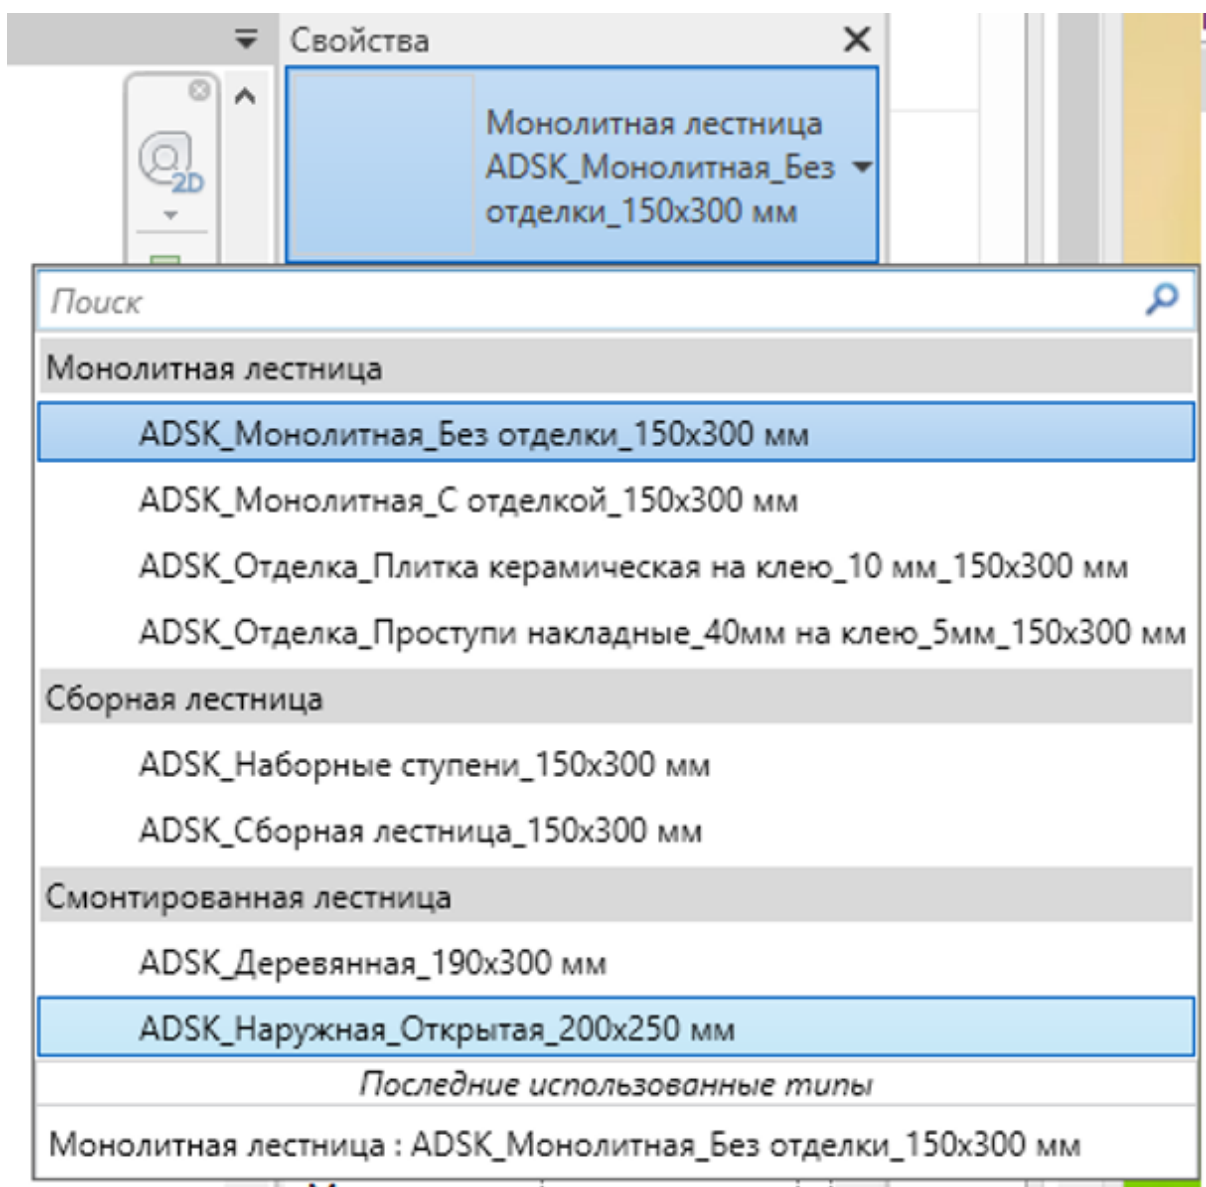 Свойства
2D
Монолитная лестница
ADSK_Монолитная_Без
отделки_150x300 мм
Поиск
Монолитная лестница
ADSK_Монолитная_Без отделки_150x300 мм
ADSK_Монолитная_С отделкой_150x300 мм
ADSK_Отделка_Плитка керамическая на клею_10 мм_150x300 мм
ADSK_Отделка_Проступи накладные_40мм на клею_5мм_150x300 мм
Сборная лестница
ADSK_Наборные ступени_150x300 мм
ADSK_Сборная лестница_150x300 мм
Смонтированная лестница
ADSK_Деревянная_190x300 мм
ADSK_Наружная_Открытая_200x250 мм
Последние использованные типы
Монолитная лестница : ADSK_Монолитная_Без отделки_150x300 мм